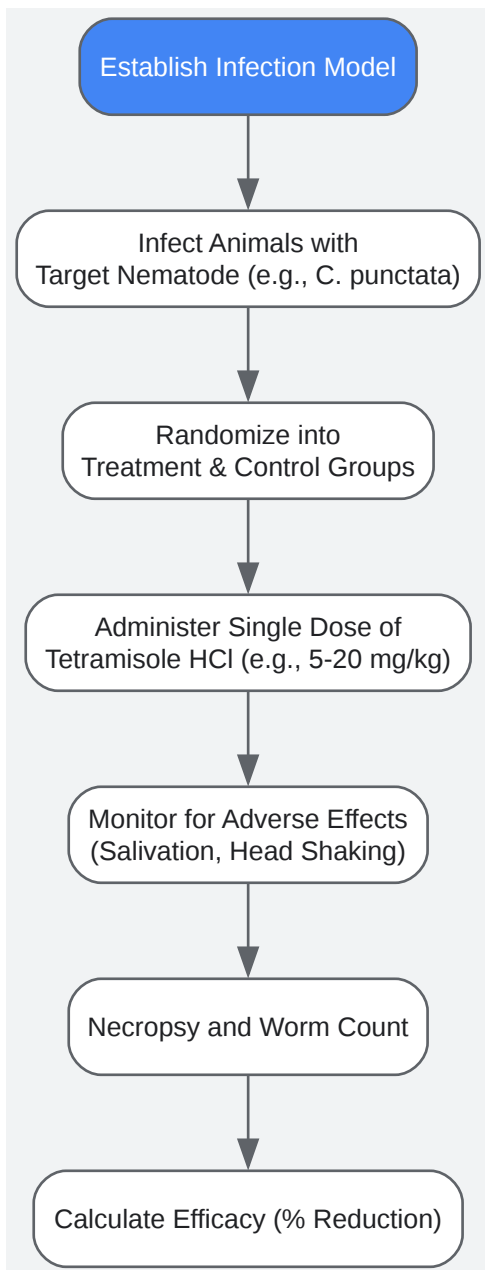 Establish Infection Model
Infect Animals with
Target Nematode (e.g., C. punctata)
Randomize into
Treatment & Control Groups
Administer Single Dose of
Tetramisole HCl (e.g., 5-20 mg/kg)
Monitor for Adverse Effects
(Salivation, Head Shaking)
Necropsy and Worm Count
Calculate Efficacy (% Reduction)